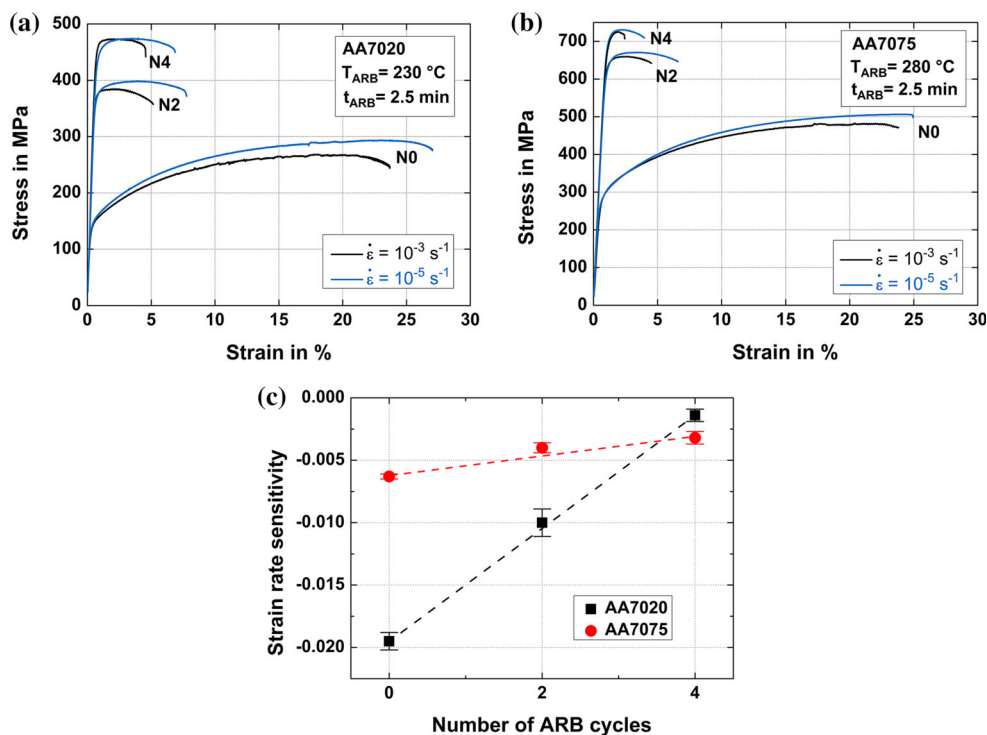 (a)
500
400
300
200
100
0
Stress in MPa
N4
N2
N0
AA7020
T_ARB = 230 °C
t_ARB = 2.5 min
ε̇ = 10⁻³ s⁻¹
ε̇ = 10⁻⁵ s⁻¹
0 5 10 15 20 25 30
Strain in %
(b)
700
600
500
400
300
200
100
0
Stress in MPa
N4
N2
N0
AA7075
T_ARB = 280 °C
t_ARB = 2.5 min
ε̇ = 10⁻³ s⁻¹
ε̇ = 10⁻⁵ s⁻¹
0 5 10 15 20 25 30
Strain in %
(c)
0.000
-0.005
-0.010
-0.015
-0.020
Strain rate sensitivity
AA7020
AA7075
0 2 4
Number of ARB cycles